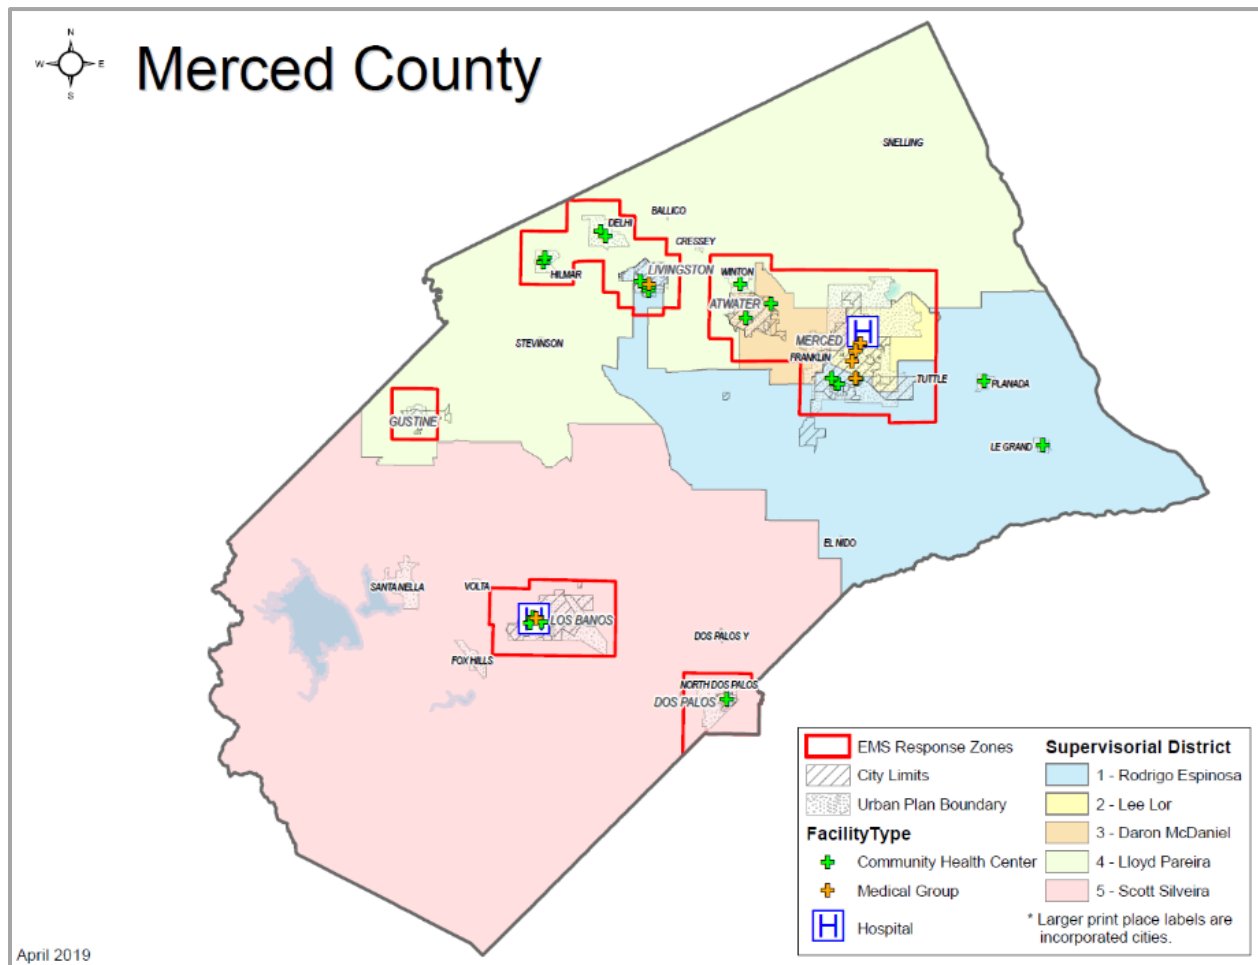 N
W E
S
Merced County
SNELLING
BALLICO
DELHI
CRESSEY
HILMAR
LIVINGSTON
WINTON
ATWATER
STEVINSON
MERCED
FRANKLIN
TUTTLE
PLANADA
GUSTINE
LE GRAND
EL NIDO
SANTA NELLA
VOLTA
H
LOS BANOS
H
DOS PALOS Y
FOX HILLS
NORTH DOS PALOS
DOS PALOS
EMS Response Zones
City Limits
Urban Plan Boundary
FacilityType
Community Health Center
Medical Group
H Hospital
Supervisorial District
1 - Rodrigo Espinosa
2 - Lee Lor
3 - Daron McDaniel
4 - Lloyd Pareira
5 - Scott Silveira
* Larger print place labels are
incorporated cities.
April 2019